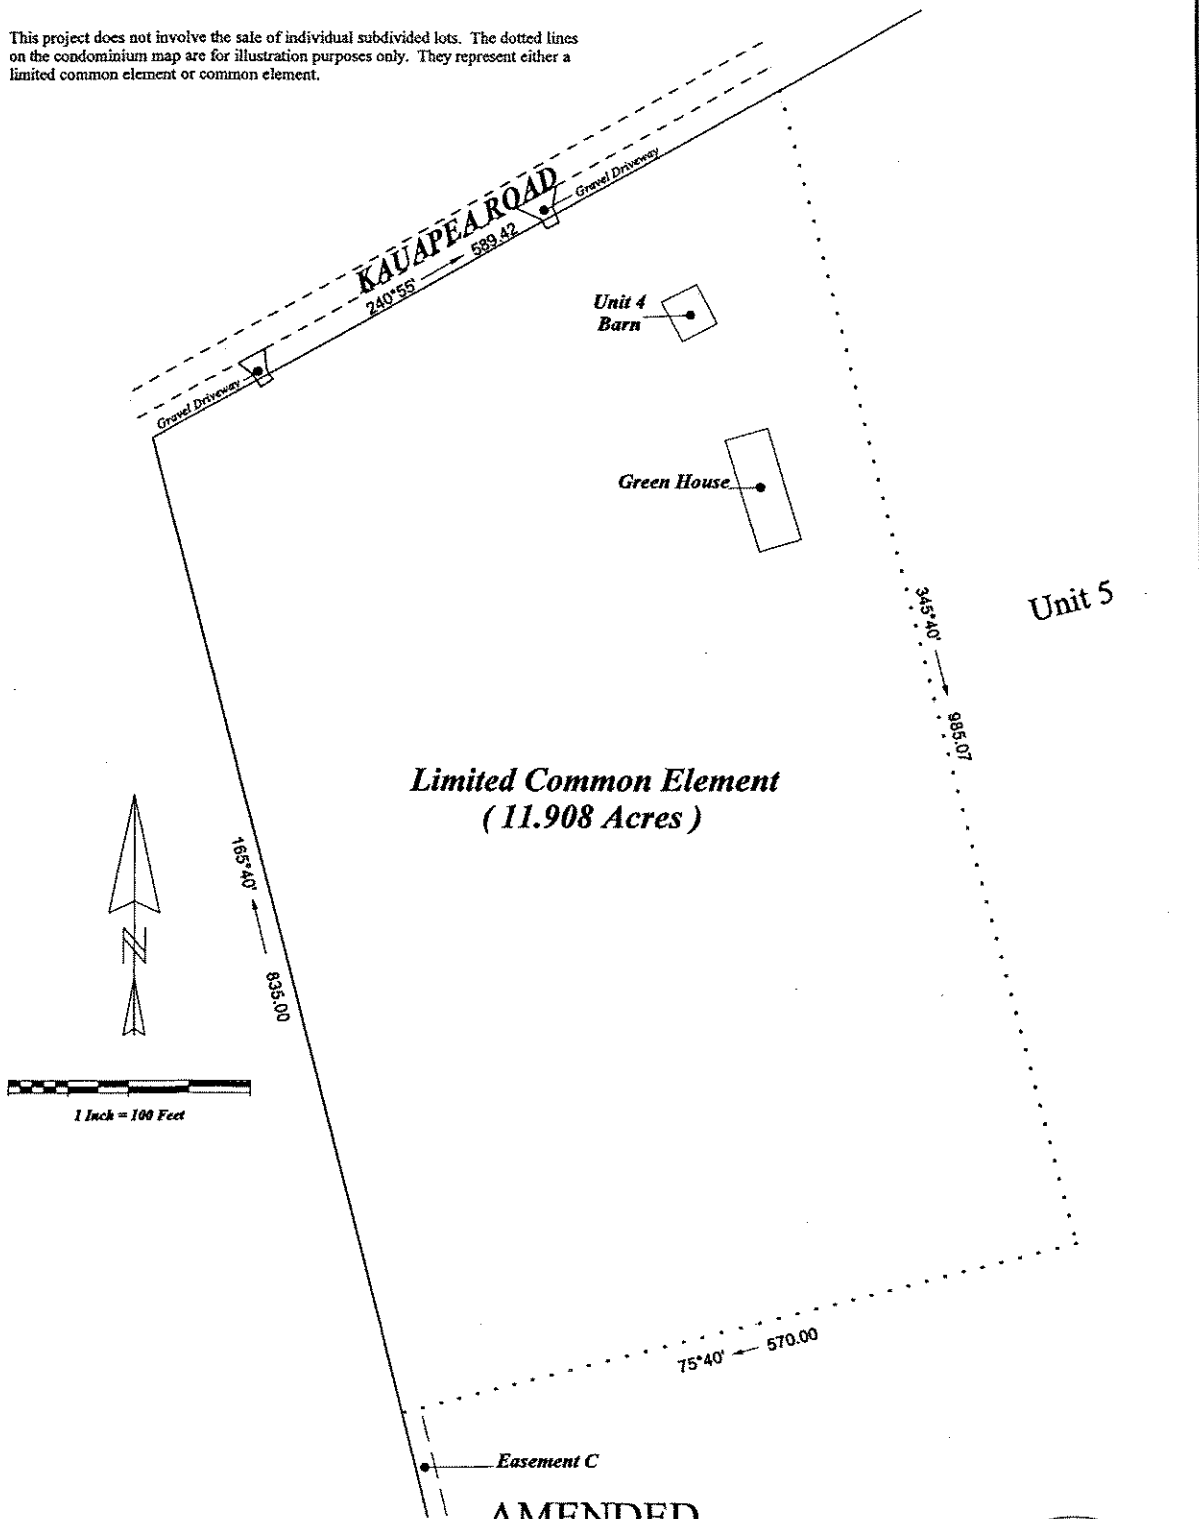 This project does not involve the sale of individual subdivided lots. The dotted lines
on the condominium map are for illustration purposes only. They represent either a
limited common element or common element.
KAUAPEA ROAD
Gravel Driveway
240°55' 589.42
Gravel Driveway
Unit 4
Barn
Green House
345°40' 985.07
Unit 5
Limited Common Element
( 11.908 Acres )
165°40' 835.00
N
1 Inch = 100 Feet
75°40' 570.00
Easement C
AMENDED